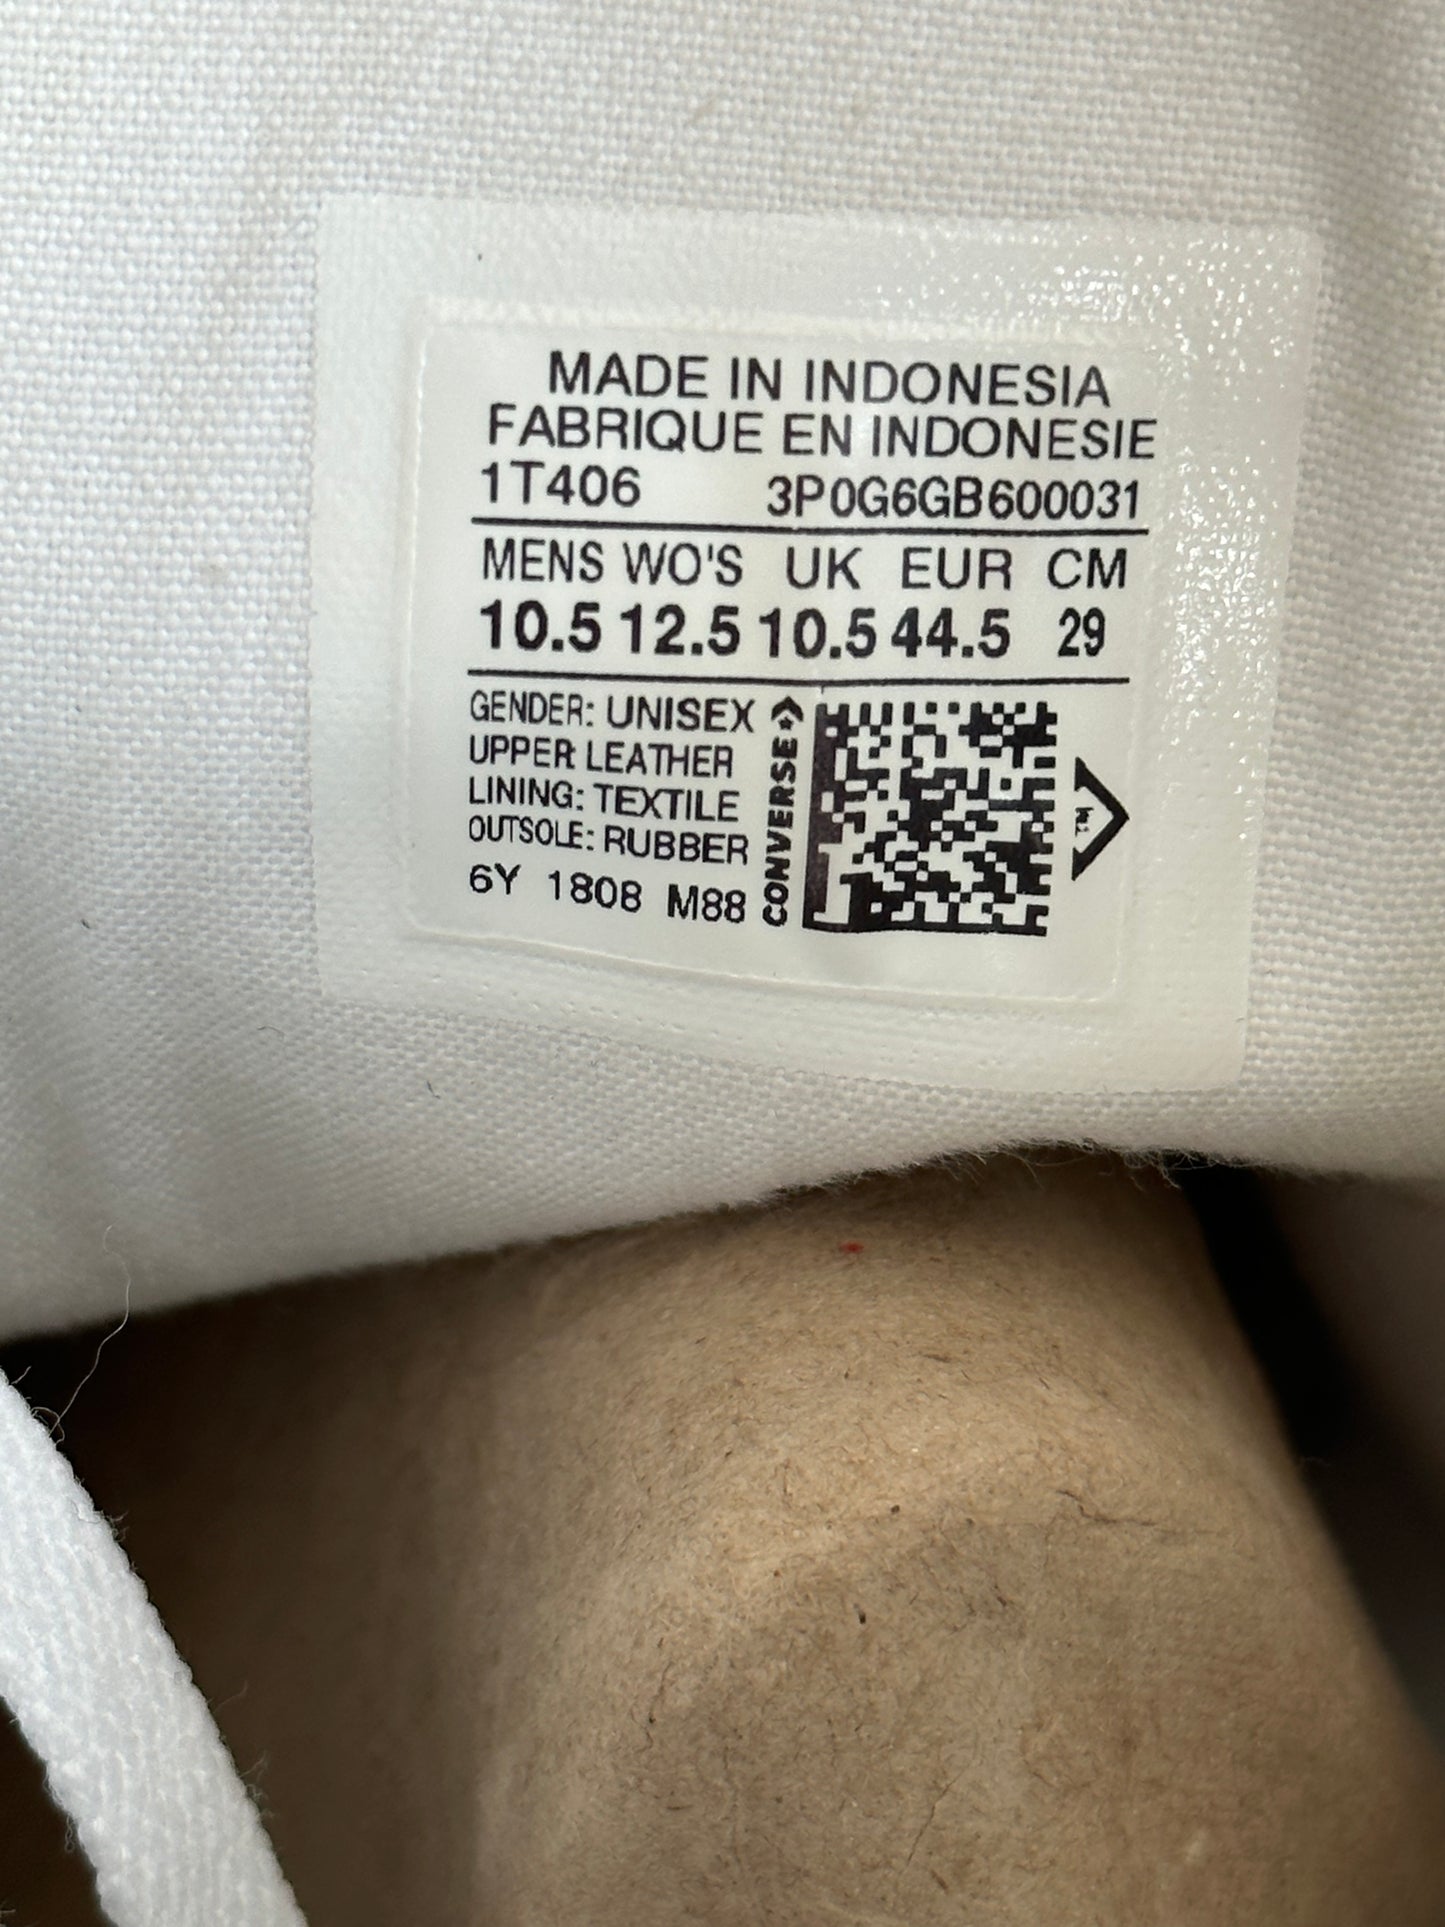 MADE IN INDONESIA
FABRIQUE EN INDONESIE
1T406 3P0G6GB600031
MENS WO'S UK EUR CM
10.5 12.5 10.5 44.5 29
GENDER: UNISEX
UPPER: LEATHER
LINING: TEXTILE
OUTSOLE: RUBBER
6Y 1808 M88
CONVERSE